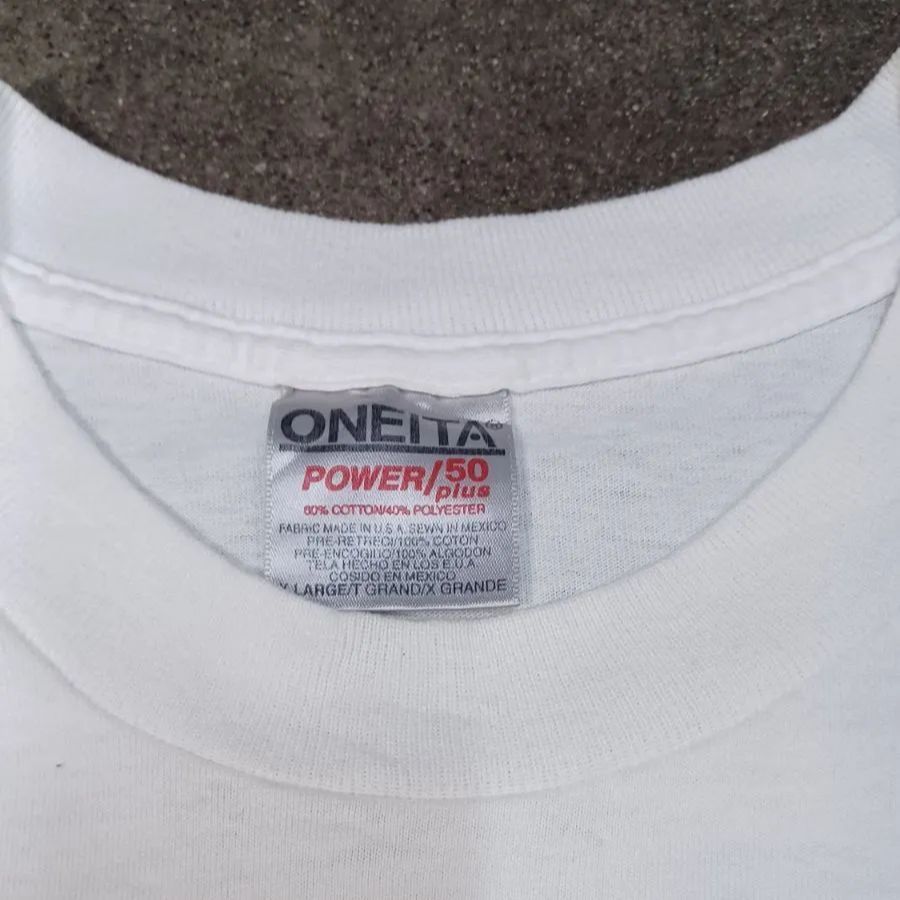 ONEITA®
POWER/50
plus
60% COTTON/40% POLYESTER
FABRIC MADE IN U.S.A. SEWN IN MEXICO
PRE-RETRECI/100% COTON
PRE-ENCOGIDO/100% ALGODON
TELA HECHO EN LOS E.U.A.
COSIDO EN MEXICO
X-LARGE/T GRAND/X GRANDE